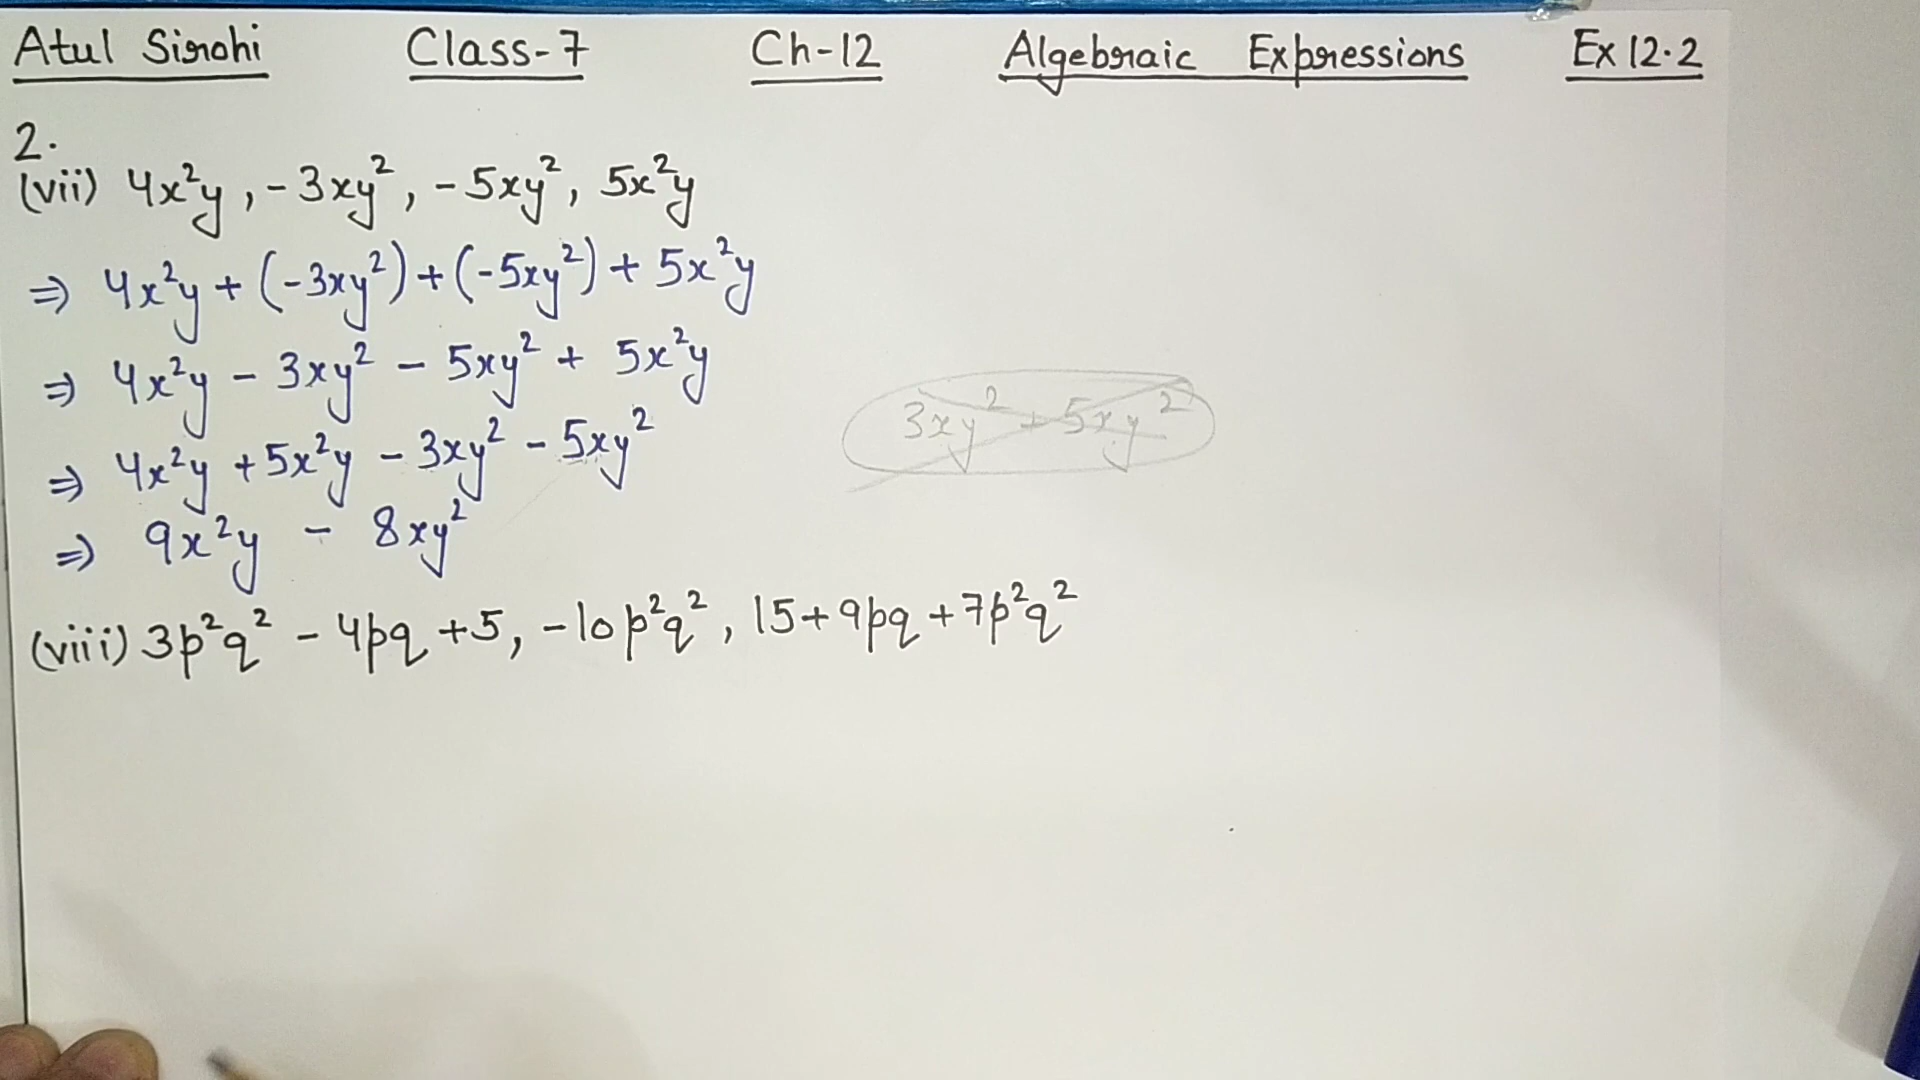 Atul Sirohi Class-7 Ch-12 Algebraic Expressions Ex 12.2
2.
(vii) 4x²y, -3xy², -5xy², 5x²y
⇒ 4x²y + (-3xy²) + (-5xy²) + 5x²y
⇒ 4x²y - 3xy² - 5xy² + 5x²y
3xy² + 5xy²
⇒ 4x²y + 5x²y - 3xy² - 5xy²
⇒ 9x²y - 8xy²
(viii) 3p²q² - 4pq + 5, -10p²q², 15 + 9pq + 7p²q²